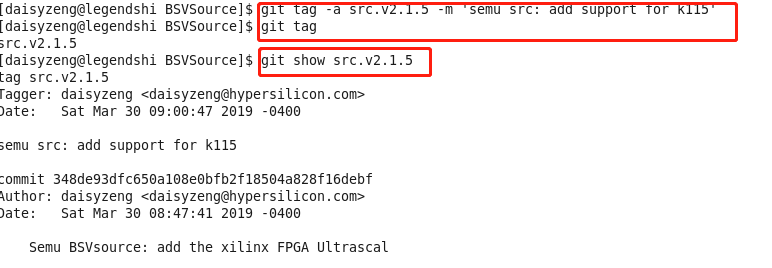 [daisyzeng@legendshi BSVSource]$ git tag -a src.v2.1.5 -m 'semu src: add support for k115'
[daisyzeng@legendshi BSVSource]$ git tag
src.v2.1.5
[daisyzeng@legendshi BSVSource]$ git show src.v2.1.5
tag src.v2.1.5
Tagger: daisyzeng <daisyzeng@hypersilicon.com>
Date:   Sat Mar 30 09:00:47 2019 -0400
semu src: add support for k115
commit 348de93dfc650a108e0bfb2f18504a828f16debf
Author: daisyzeng <daisyzeng@hypersilicon.com>
Date:   Sat Mar 30 08:47:41 2019 -0400
Semu BSVsource: add the xilinx FPGA Ultrascal